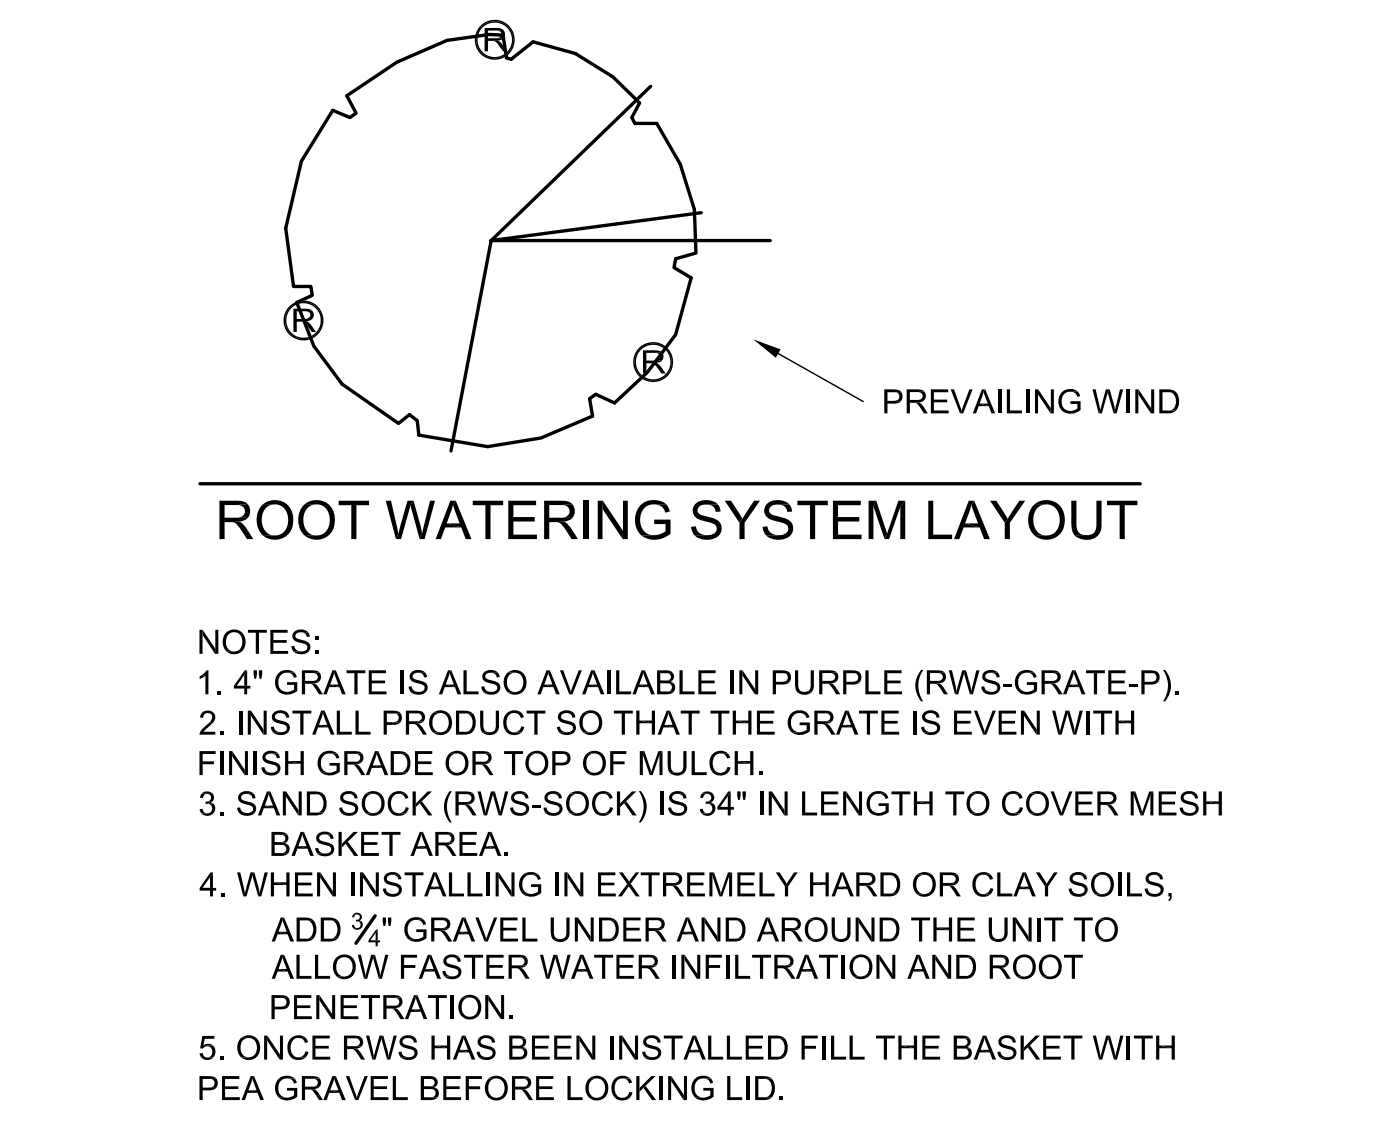 R
R
R
PREVAILING WIND
ROOT WATERING SYSTEM LAYOUT
NOTES:
1. 4" GRATE IS ALSO AVAILABLE IN PURPLE (RWS-GRATE-P).
2. INSTALL PRODUCT SO THAT THE GRATE IS EVEN WITH
FINISH GRADE OR TOP OF MULCH.
3. SAND SOCK (RWS-SOCK) IS 34" IN LENGTH TO COVER MESH
BASKET AREA.
4. WHEN INSTALLING IN EXTREMELY HARD OR CLAY SOILS,
ADD ¾" GRAVEL UNDER AND AROUND THE UNIT TO
ALLOW FASTER WATER INFILTRATION AND ROOT
PENETRATION.
5. ONCE RWS HAS BEEN INSTALLED FILL THE BASKET WITH
PEA GRAVEL BEFORE LOCKING LID.